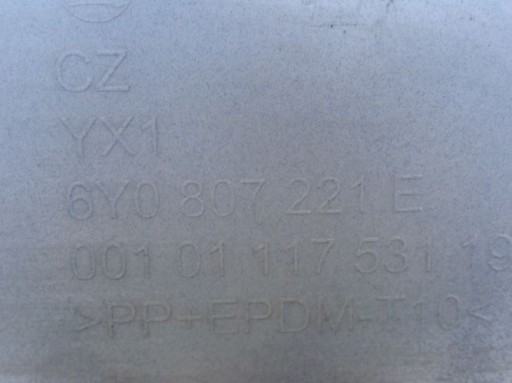 CZ
YX1
6Y0 807 221 E
001 01 117 531 19
>PP+EPDM-T10<